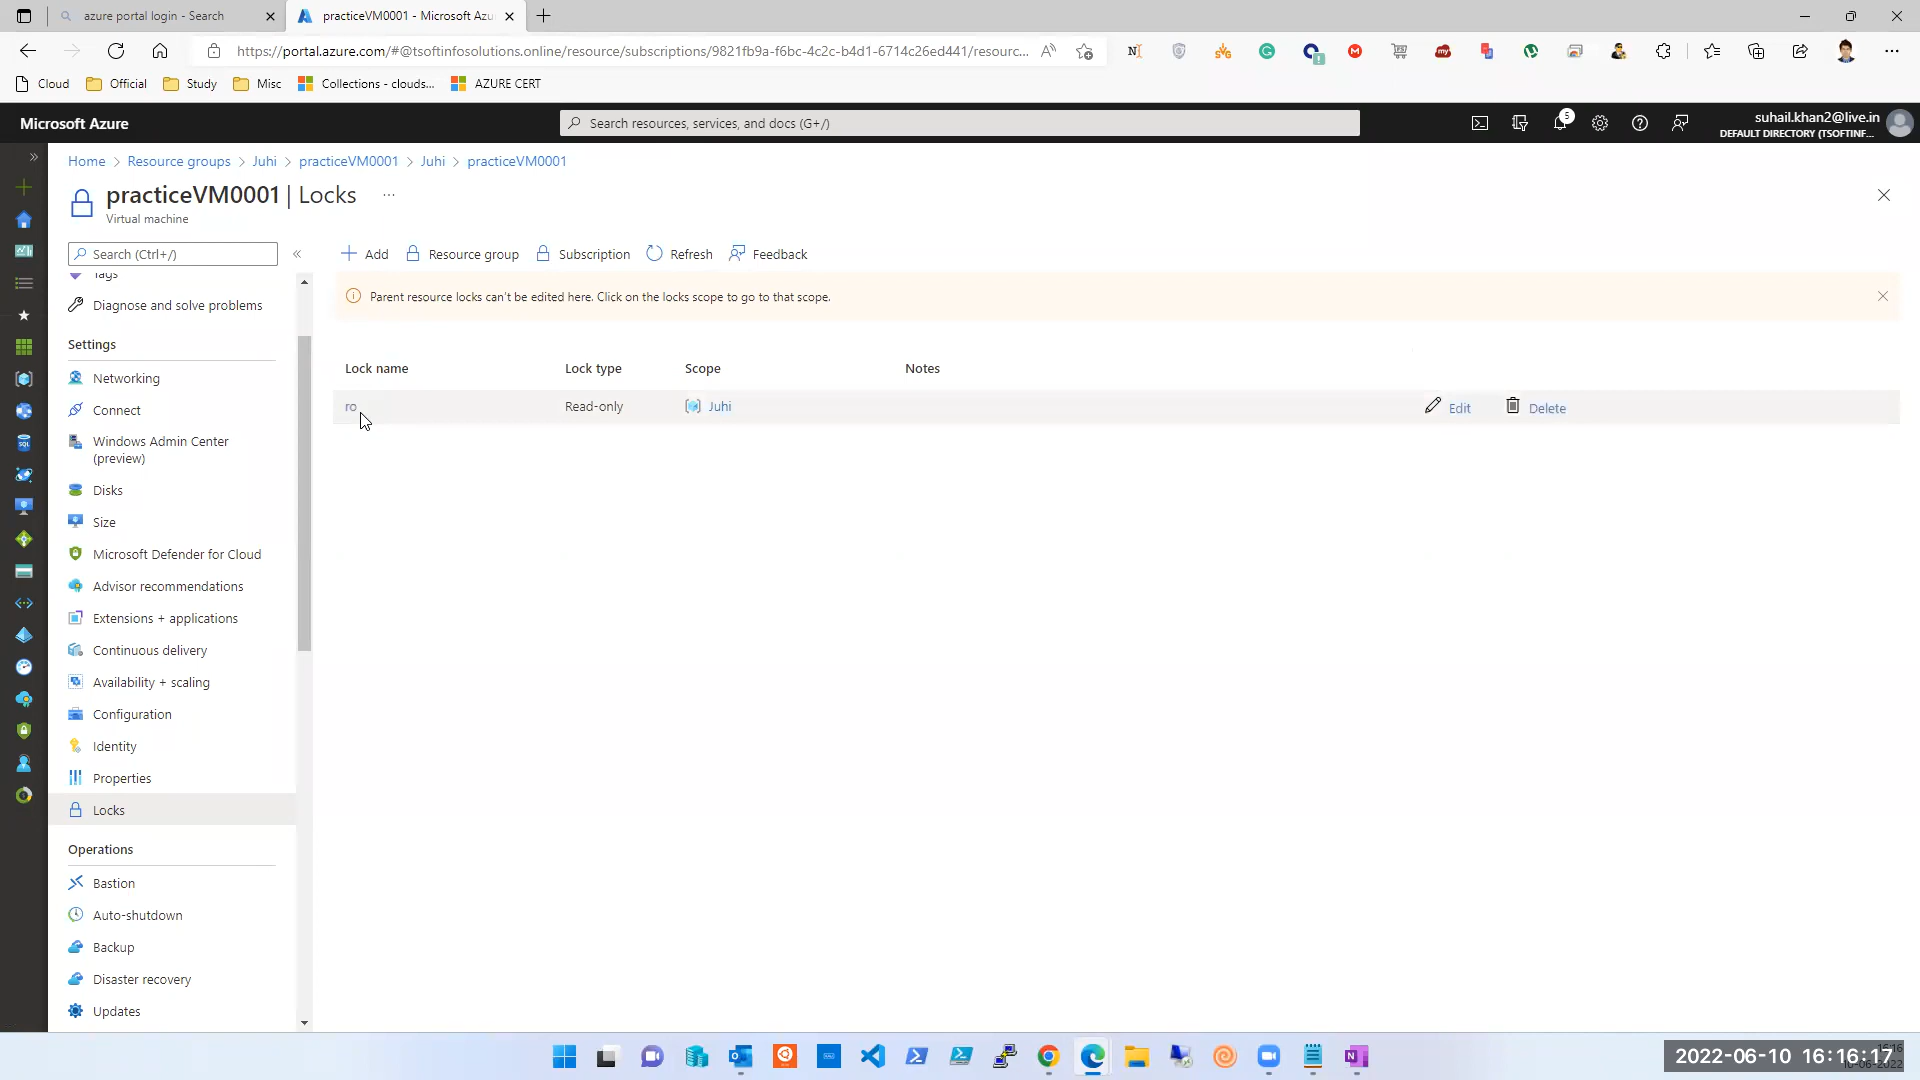 azure portal login - Search
practiceVM0001 - Microsoft Azu
https://portal.azure.com/#@tsoftinfosolutions.online/resource/subscriptions/9821fb9a-f6bc-4c2c-b4d1-6714c26ed441/resourc...
Cloud
Official
Study
Misc
Collections - clouds...
AZURE CERT
Microsoft Azure
Search resources, services, and docs (G+/)
5
suhail.khan2@live.in
DEFAULT DIRECTORY (TSOFTINF...
Home > Resource groups > Juhi > practiceVM0001 > Juhi > practiceVM0001
practiceVM0001 | Locks ...
Virtual machine
Search (Ctrl+/)
Add
Resource group
Subscription
Refresh
Feedback
Parent resource locks can't be edited here. Click on the locks scope to go to that scope.
Lock name Lock type Scope Notes
ro Read-only Juhi Edit Delete
Tags
Diagnose and solve problems
Settings
Networking
Connect
Windows Admin Center
(preview)
Disks
Size
Microsoft Defender for Cloud
Advisor recommendations
Extensions + applications
Continuous delivery
Availability + scaling
Configuration
Identity
Properties
Locks
Operations
Bastion
Auto-shutdown
Backup
Disaster recovery
Updates
2022-06-10 16:16:17